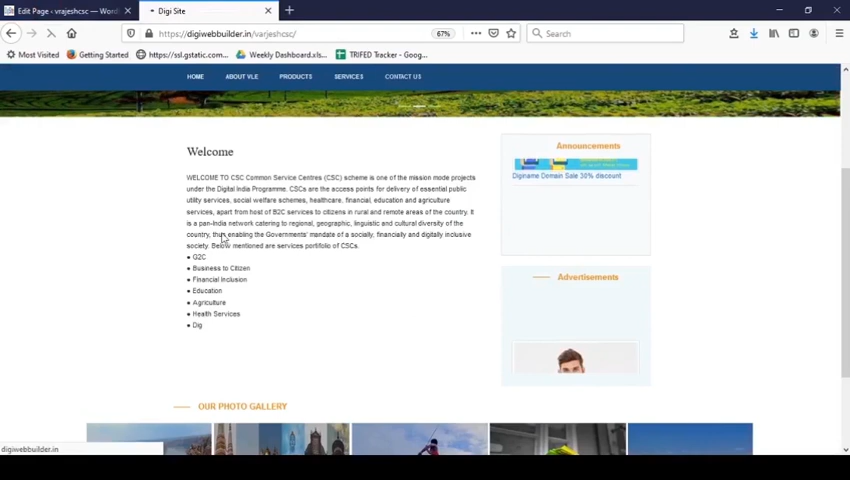 Edit Page ‹ vrajeshcsc — Word
Digi Site
https://digiwebbuilder.in/varjeshcsc/
67%
Search
Most Visited
Getting Started
https://ssl.gstatic.com...
Weekly Dashboard.xls...
TRIFED Tracker - Goog...
HOME
ABOUT VLE
PRODUCTS
SERVICES
CONTACT US
Welcome
WELCOME TO CSC Common Service Centres (CSC) scheme is one of the mission mode projects
under the Digital India Programme. CSCs are the access points for delivery of essential public
utility services, social welfare schemes, healthcare, financial, education and agriculture
services, apart from host of B2C services to citizens in rural and remote areas of the country. It
is a pan-India network catering to regional, geographic, linguistic and cultural diversity of the
country, thus enabling the Governments' mandate of a socially, financially and digitally inclusive
society. Below mentioned are services portfolio of CSCs.
● G2C
● Business to Citizen
● Financial Inclusion
● Education
● Agriculture
● Health Services
● Dig
Announcements
Diginame Domain Sale 30% discount
Advertisements
OUR PHOTO GALLERY
digiwebbuilder.in